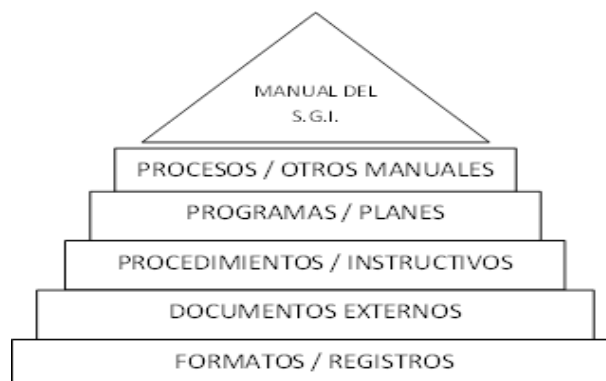 MANUAL DEL
S.G.I.
PROCESOS / OTROS MANUALES
PROGRAMAS / PLANES
PROCEDIMIENTOS / INSTRUCTIVOS
DOCUMENTOS EXTERNOS
FORMATOS / REGISTROS